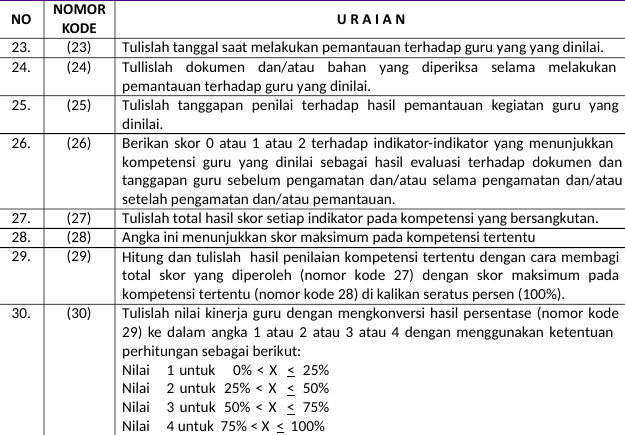 NO NOMOR KODE U R A I A N
23. (23) Tulislah tanggal saat melakukan pemantauan terhadap guru yang yang dinilai.
24. (24) Tullislah dokumen dan/atau bahan yang diperiksa selama melakukan
pemantauan terhadap guru yang dinilai.
25. (25) Tulislah tanggapan penilai terhadap hasil pemantauan kegiatan guru yang
dinilai.
26. (26) Berikan skor 0 atau 1 atau 2 terhadap indikator-indikator yang menunjukkan
kompetensi guru yang dinilai sebagai hasil evaluasi terhadap dokumen dan
tanggapan guru sebelum pengamatan dan/atau selama pengamatan dan/atau
setelah pengamatan dan/atau pemantauan.
27. (27) Tulislah total hasil skor setiap indikator pada kompetensi yang bersangkutan.
28. (28) Angka ini menunjukkan skor maksimum pada kompetensi tertentu
29. (29) Hitung dan tulislah hasil penilaian kompetensi tertentu dengan cara membagi
total skor yang diperoleh (nomor kode 27) dengan skor maksimum pada
kompetensi tertentu (nomor kode 28) di kalikan seratus persen (100%).
30. (30) Tulislah nilai kinerja guru dengan mengkonversi hasil persentase (nomor kode
29) ke dalam angka 1 atau 2 atau 3 atau 4 dengan menggunakan ketentuan
perhitungan sebagai berikut:
Nilai 1 untuk 0% < X ≤ 25%
Nilai 2 untuk 25% < X ≤ 50%
Nilai 3 untuk 50% < X ≤ 75%
Nilai 4 untuk 75% < X ≤ 100%